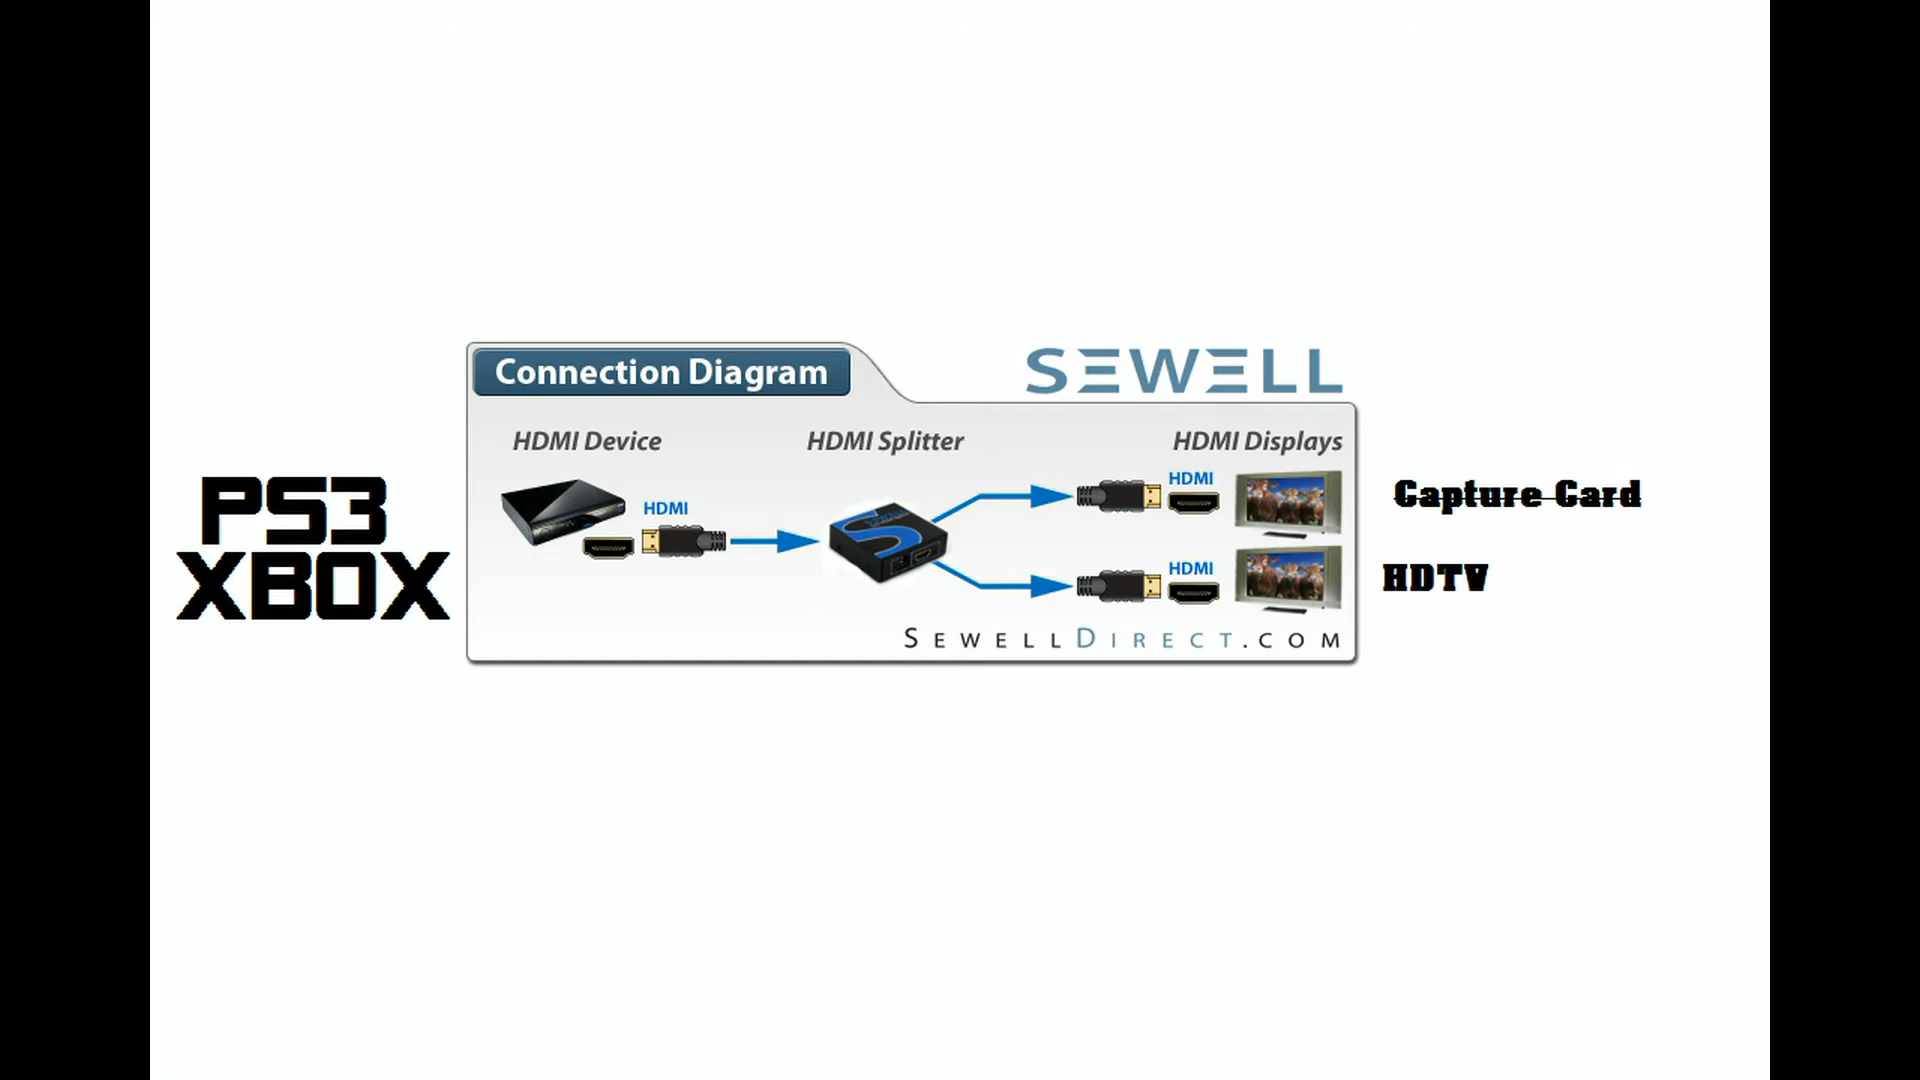 Connection Diagram
SEWELL
HDMI Device
HDMI Splitter
HDMI Displays
PS3
XBOX
HDMI
HDMI
HDMI
Capture Card
HDTV
SEWELLDIRECT.COM